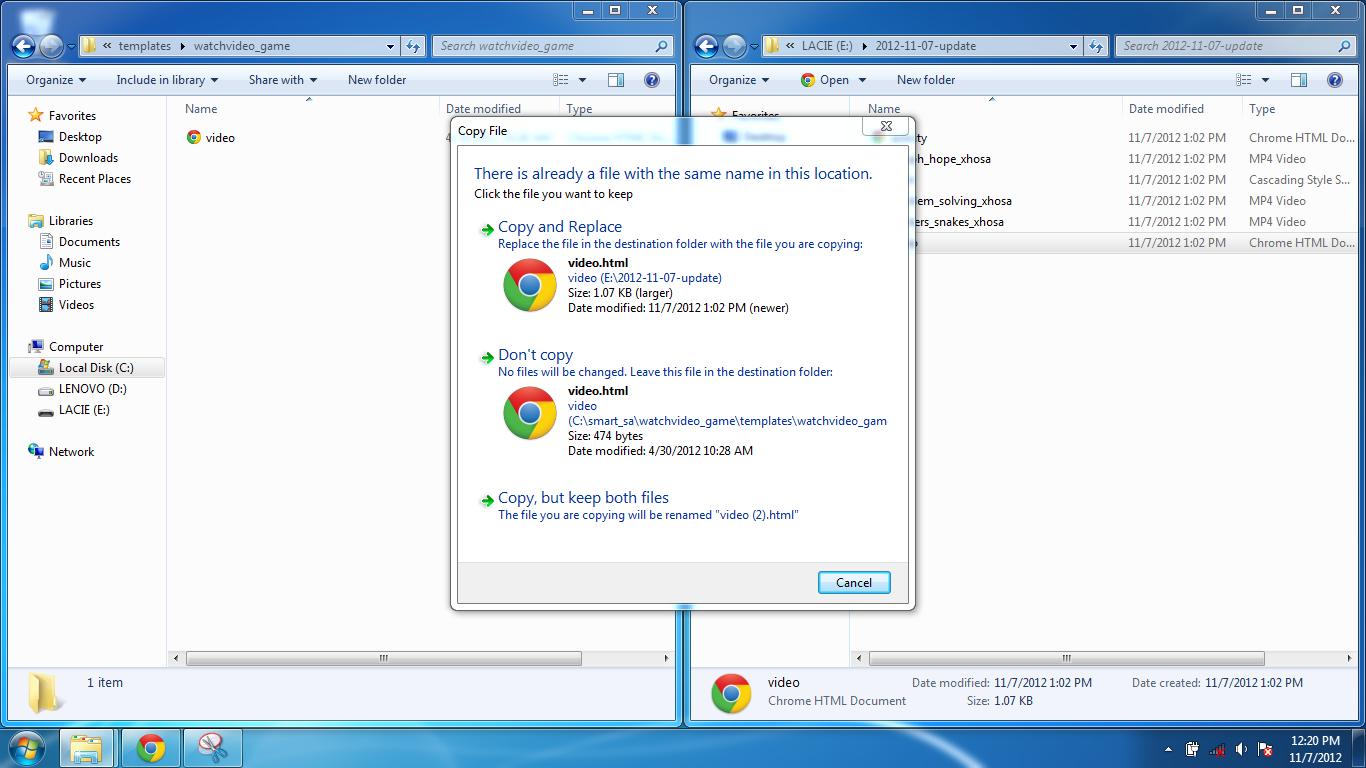 templates ▸ watchvideo_game
Search watchvideo_game
Organize
Include in library
Share with
New folder
Favorites
Desktop
Downloads
Recent Places
Libraries
Documents
Music
Pictures
Videos
Computer
Local Disk (C:)
LENOVO (D:)
LACIE (E:)
Network
Name
Date modified
Type
video
1 item
LACIE (E:) ▸ 2012-11-07-update
Search 2012-11-07-update
Organize
Open
New folder
Favorites
Name
Date modified
Type
11/7/2012 1:02 PM Chrome HTML Do...
h_hope_xhosa 11/7/2012 1:02 PM MP4 Video
11/7/2012 1:02 PM Cascading Style S...
em_solving_xhosa 11/7/2012 1:02 PM MP4 Video
ers_snakes_xhosa 11/7/2012 1:02 PM MP4 Video
11/7/2012 1:02 PM Chrome HTML Do...
video
Chrome HTML Document
Date modified: 11/7/2012 1:02 PM
Size: 1.07 KB
Date created: 11/7/2012 1:02 PM
Copy File
There is already a file with the same name in this location.
Click the file you want to keep
Copy and Replace
Replace the file in the destination folder with the file you are copying:
video.html
video (E:\2012-11-07-update)
Size: 1.07 KB (larger)
Date modified: 11/7/2012 1:02 PM (newer)
Don't copy
No files will be changed. Leave this file in the destination folder:
video.html
video
(C:\smart_sa\watchvideo_game\templates\watchvideo_gam
Size: 474 bytes
Date modified: 4/30/2012 10:28 AM
Copy, but keep both files
The file you are copying will be renamed "video (2).html"
Cancel
12:20 PM
11/7/2012